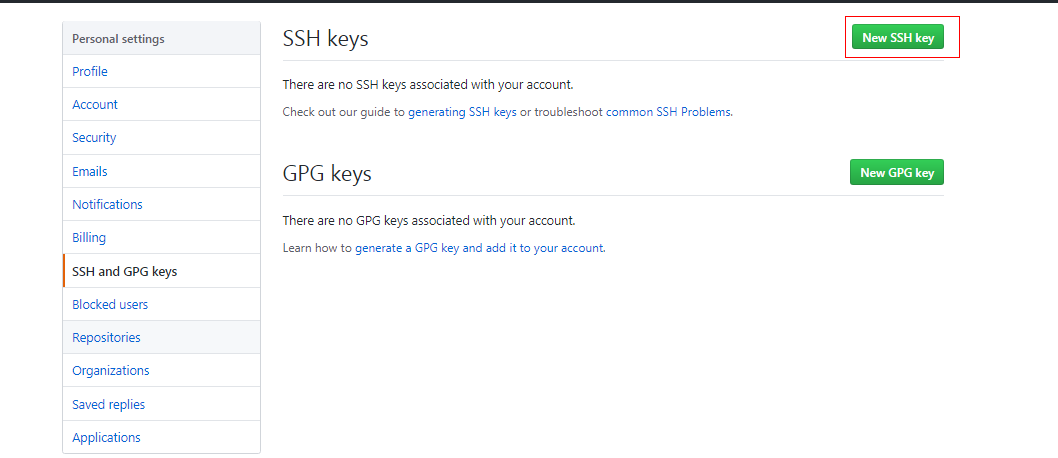 Personal settings
Profile
Account
Security
Emails
Notifications
Billing
SSH and GPG keys
Blocked users
Repositories
Organizations
Saved replies
Applications
SSH keys
New SSH key
There are no SSH keys associated with your account.
Check out our guide to generating SSH keys or troubleshoot common SSH Problems.
GPG keys
New GPG key
There are no GPG keys associated with your account.
Learn how to generate a GPG key and add it to your account.